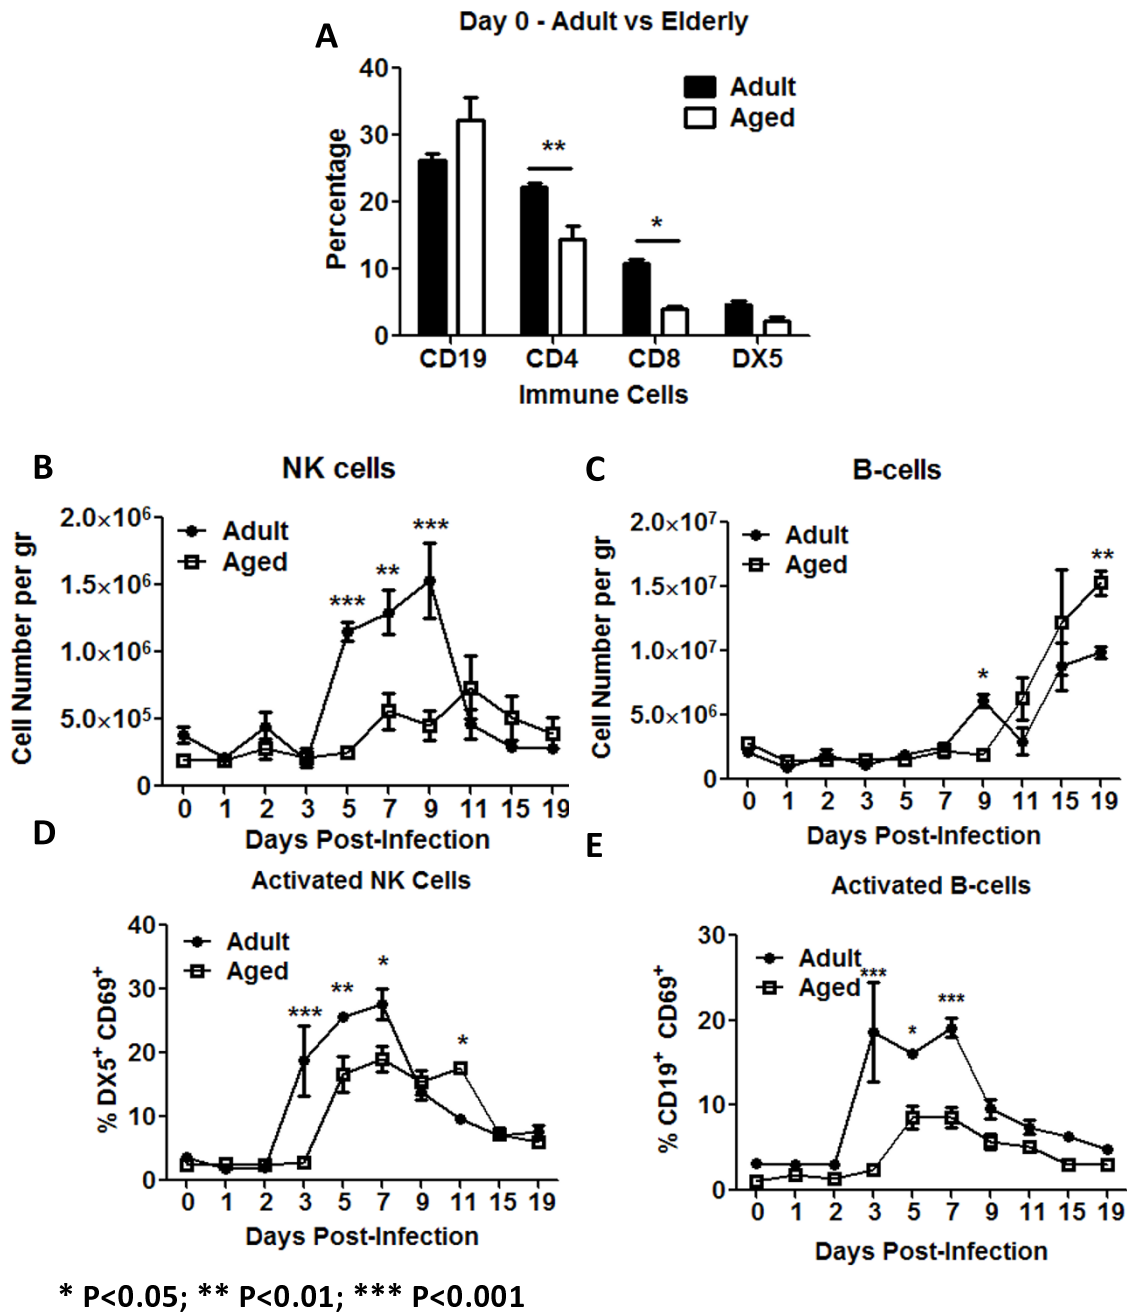 Day 0 - Adult vs Elderly
A
40
30
20
10
0
Percentage
Adult
Aged
**
*
CD19 CD4 CD8 DX5
Immune Cells
B
NK cells
2.0×10⁶
1.5×10⁶
1.0×10⁶
5.0×10⁵
0
Cell Number per gr
Adult
Aged
***
**
***
0 1 2 3 5 7 9 11 15 19
Days Post-Infection
C
B-cells
2.0×10⁷
1.5×10⁷
1.0×10⁷
5.0×10⁶
0
Cell Number per gr
Adult
Aged
*
**
0 1 2 3 5 7 9 11 15 19
Days Post-Infection
D
Activated NK Cells
40
30
20
10
0
% DX5⁺ CD69⁺
Adult
Aged
***
**
*
*
0 1 2 3 5 7 9 11 15 19
Days Post-Infection
E
Activated B-cells
30
20
10
0
% CD19⁺ CD69⁺
Adult
Aged
***
*
***
0 1 2 3 5 7 9 11 15 19
Days Post-Infection
* P<0.05; ** P<0.01; *** P<0.001